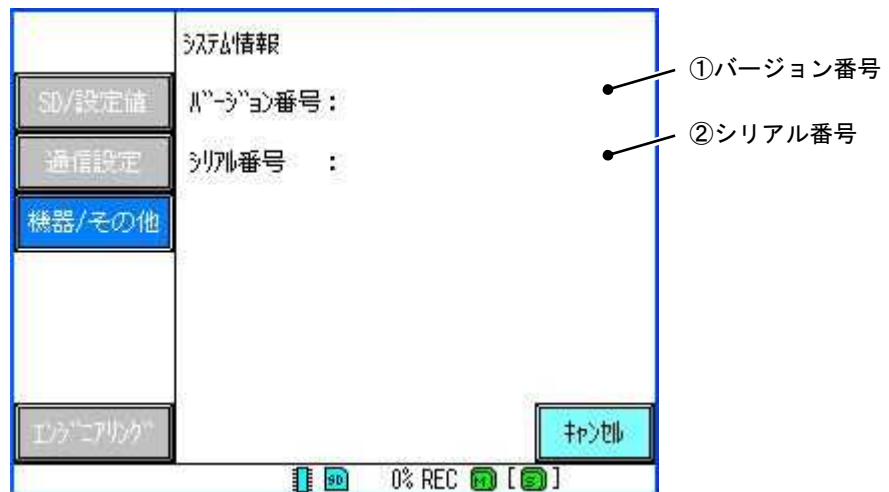 システム情報
SD/設定値
バージョン番号:
通信設定
シリアル番号 :
機器/その他
エンジニアリング
キャンセル
SD
0% REC M [S]
①バージョン番号
②シリアル番号